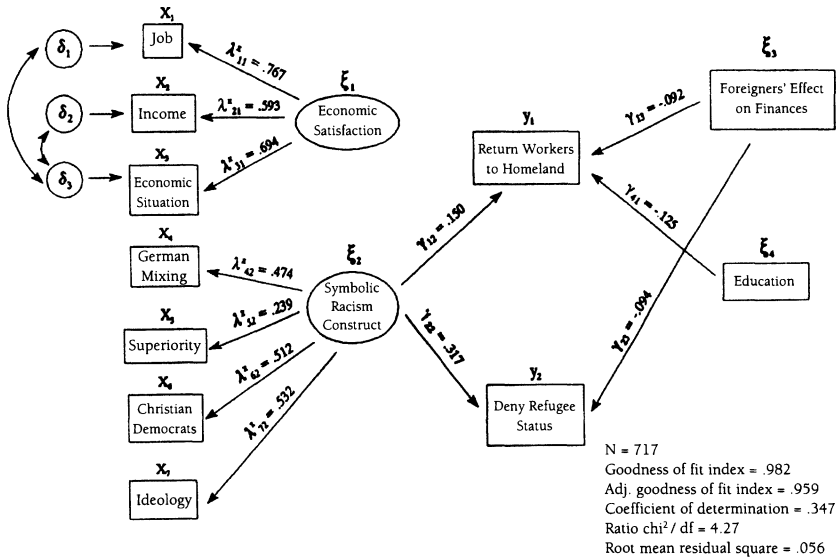 X₁
Job
δ₁
λˣ₁₁ = .767
X₂
Income
δ₂
λˣ₂₁ = .593
ξ₁
Economic
Satisfaction
X₃
Economic
Situation
δ₃
λˣ₃₁ = .694
X₄
German
Mixing
λˣ₄₂ = .474
ξ₂
Symbolic
Racism
Construct
X₅
Superiority
λˣ₅₂ = .239
X₆
Christian
Democrats
λˣ₆₂ = .512
X₇
Ideology
λˣ₇₂ = .532
y₁
Return Workers
to Homeland
γ₁₂ = .150
γ₂₂ = .317
y₂
Deny Refugee
Status
ξ₃
Foreigners' Effect
on Finances
γ₁₃ = -.092
γ₄₁ = -.125
ξ₄
Education
γ₂₃ = -.094
N = 717
Goodness of fit index = .982
Adj. goodness of fit index = .959
Coefficient of determination = .347
Ratio chi² / df = 4.27
Root mean residual square = .056